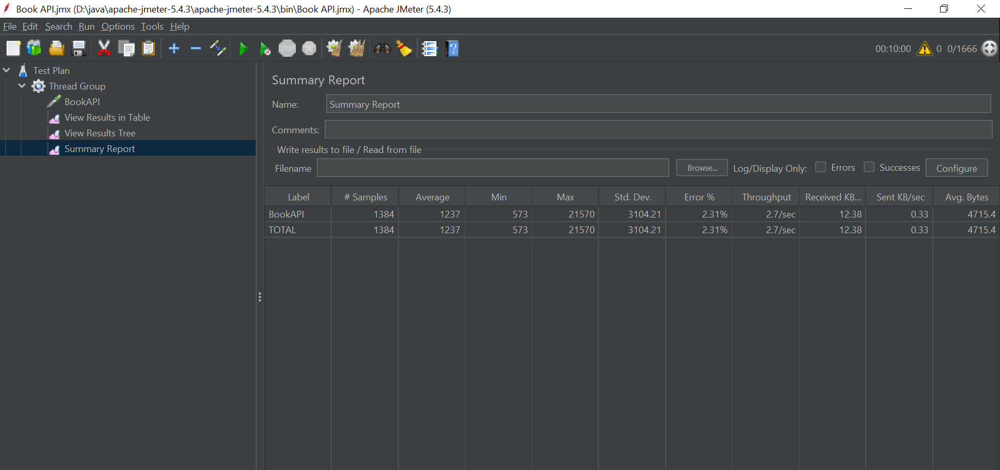 Book API.jmx (D:\java\apache-jmeter-5.4.3\apache-jmeter-5.4.3\bin\Book API.jmx) - Apache JMeter (5.4.3)
File Edit Search Run Options Tools Help
STOP 00:10:00 0 0/1666
Test Plan
Thread Group
BookAPI
View Results in Table
View Results Tree
Summary Report
Summary Report
Name: Summary Report
Comments:
Write results to file / Read from file
Filename Browse... Log/Display Only: Errors Successes Configure
Label # Samples Average Min Max Std. Dev. Error % Throughput Received KB... Sent KB/sec Avg. Bytes
BookAPI 1384 1237 573 21570 3104.21 2.31% 2.7/sec 12.38 0.33 4715.4
TOTAL 1384 1237 573 21570 3104.21 2.31% 2.7/sec 12.38 0.33 4715.4